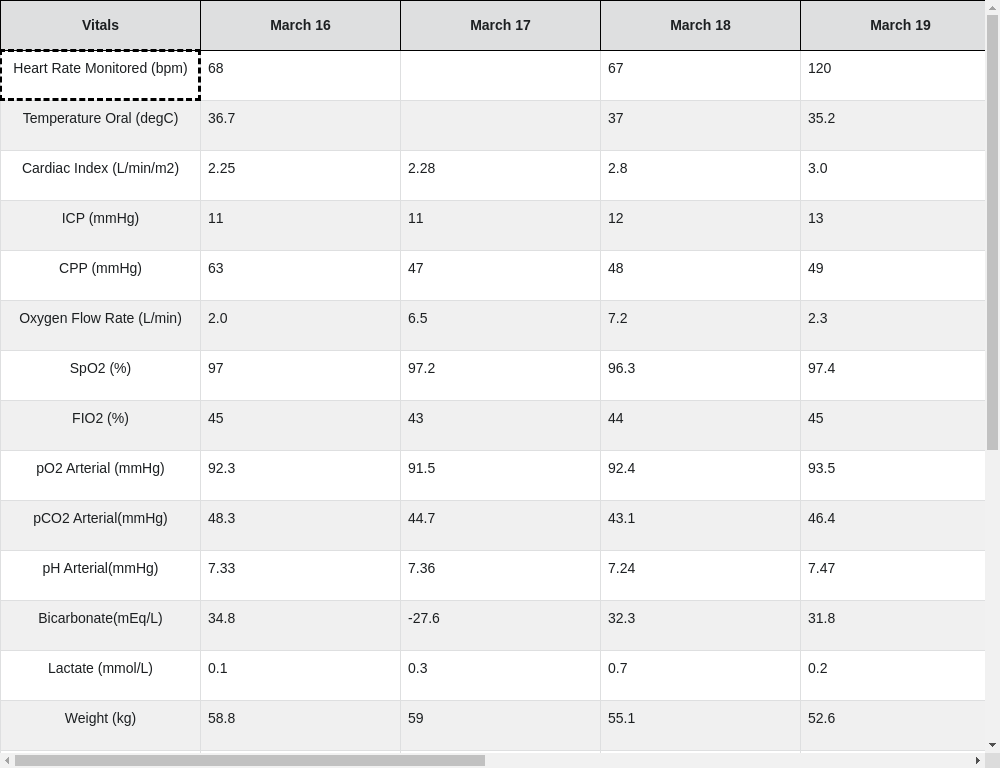 Vitals March 16 March 17 March 18 March 19
Heart Rate Monitored (bpm) 68 67 120
Temperature Oral (degC) 36.7 37 35.2
Cardiac Index (L/min/m2) 2.25 2.28 2.8 3.0
ICP (mmHg) 11 11 12 13
CPP (mmHg) 63 47 48 49
Oxygen Flow Rate (L/min) 2.0 6.5 7.2 2.3
SpO2 (%) 97 97.2 96.3 97.4
FIO2 (%) 45 43 44 45
pO2 Arterial (mmHg) 92.3 91.5 92.4 93.5
pCO2 Arterial(mmHg) 48.3 44.7 43.1 46.4
pH Arterial(mmHg) 7.33 7.36 7.24 7.47
Bicarbonate(mEq/L) 34.8 -27.6 32.3 31.8
Lactate (mmol/L) 0.1 0.3 0.7 0.2
Weight (kg) 58.8 59 55.1 52.6